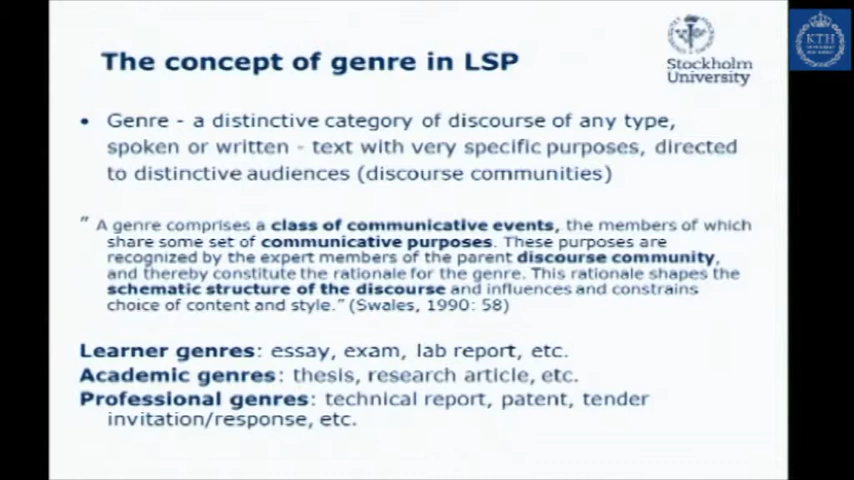 The concept of genre in LSP
Stockholm
University
KTH
• Genre - a distinctive category of discourse of any type,
spoken or written - text with very specific purposes, directed
to distinctive audiences (discourse communities)
" A genre comprises a class of communicative events, the members of which
share some set of communicative purposes. These purposes are
recognized by the expert members of the parent discourse community,
and thereby constitute the rationale for the genre. This rationale shapes the
schematic structure of the discourse and influences and constrains
choice of content and style." (Swales, 1990: 58)
Learner genres: essay, exam, lab report, etc.
Academic genres: thesis, research article, etc.
Professional genres: technical report, patent, tender
invitation/response, etc.